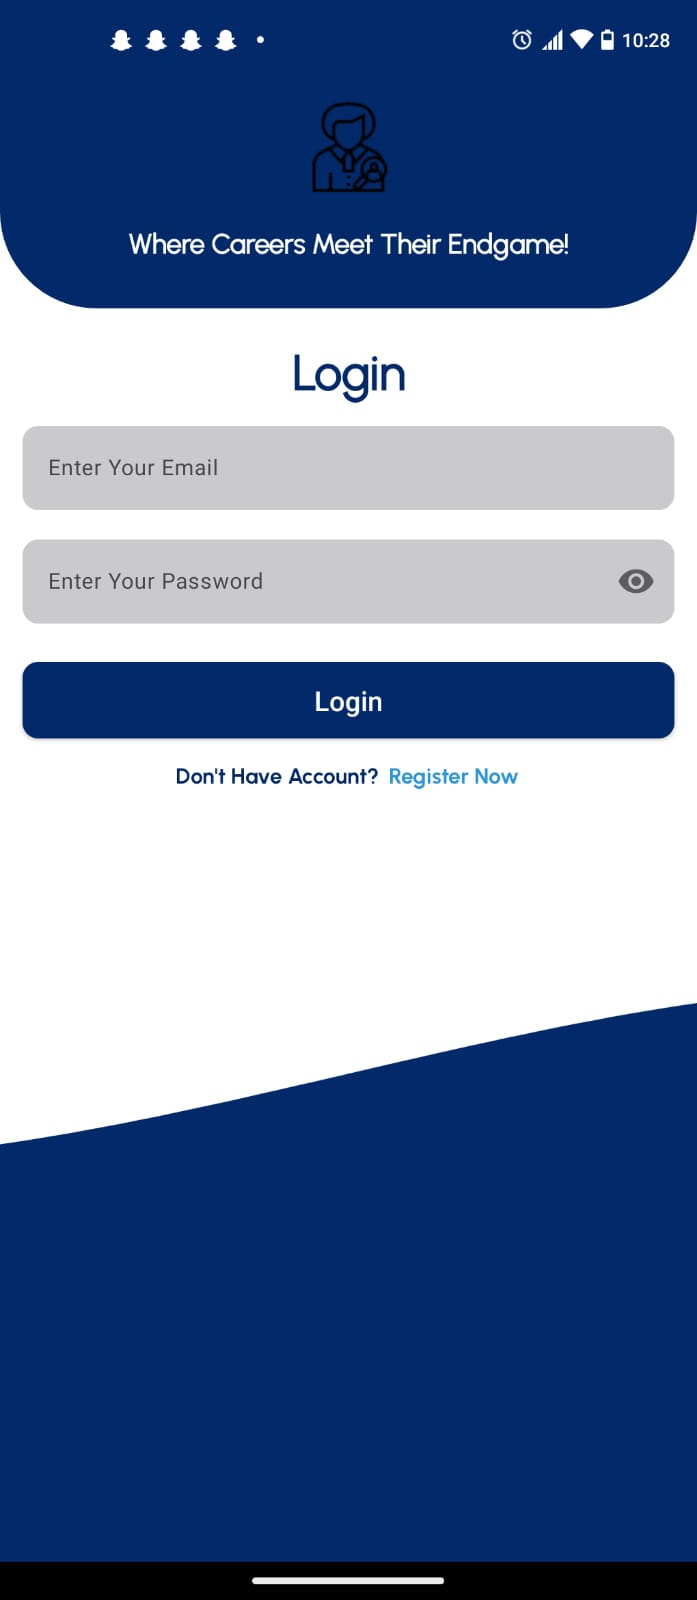 10:28
Where Careers Meet Their Endgame!
Login
Enter Your Email
Enter Your Password
Login
Don't Have Account? Register Now